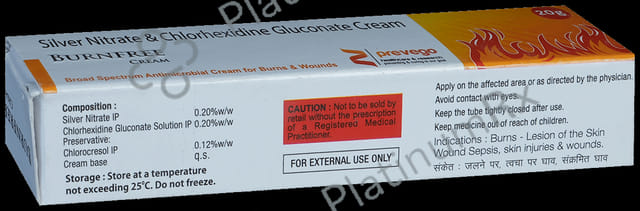 Silver Nitrate & Chlorhexidine Gluconate Cream
BURNFREE
CREAM
prevego
healthcare & research
Broad Spectrum Antimicrobial Cream for Burns & Wounds
20g
Composition :
Silver Nitrate IP 0.20%w/w
Chlorhexidine Gluconate Solution IP 0.20%w/w
Preservative:
Chlorocresol IP 0.12%w/w
Cream base q.s.
Storage : Store at a temperature
not exceeding 25°C. Do not freeze.
CAUTION : Not to be sold by
retail without the prescription
of a Registereo Medical
Practitioner.
FOR EXTERNAL USE ONLY
Apply on the affected area or as directed by the physician.
Avoid contact with eyes.
Keep the tube tightly closed after use.
Keep medicine out of reach of children.
Indications : Burns - Lesion of the Skin
Wound Sepsis, skin injuries & wounds.
संकेत : जलने पर, त्वचा पर घाव, संक्रमित घाव
PlatinumRx